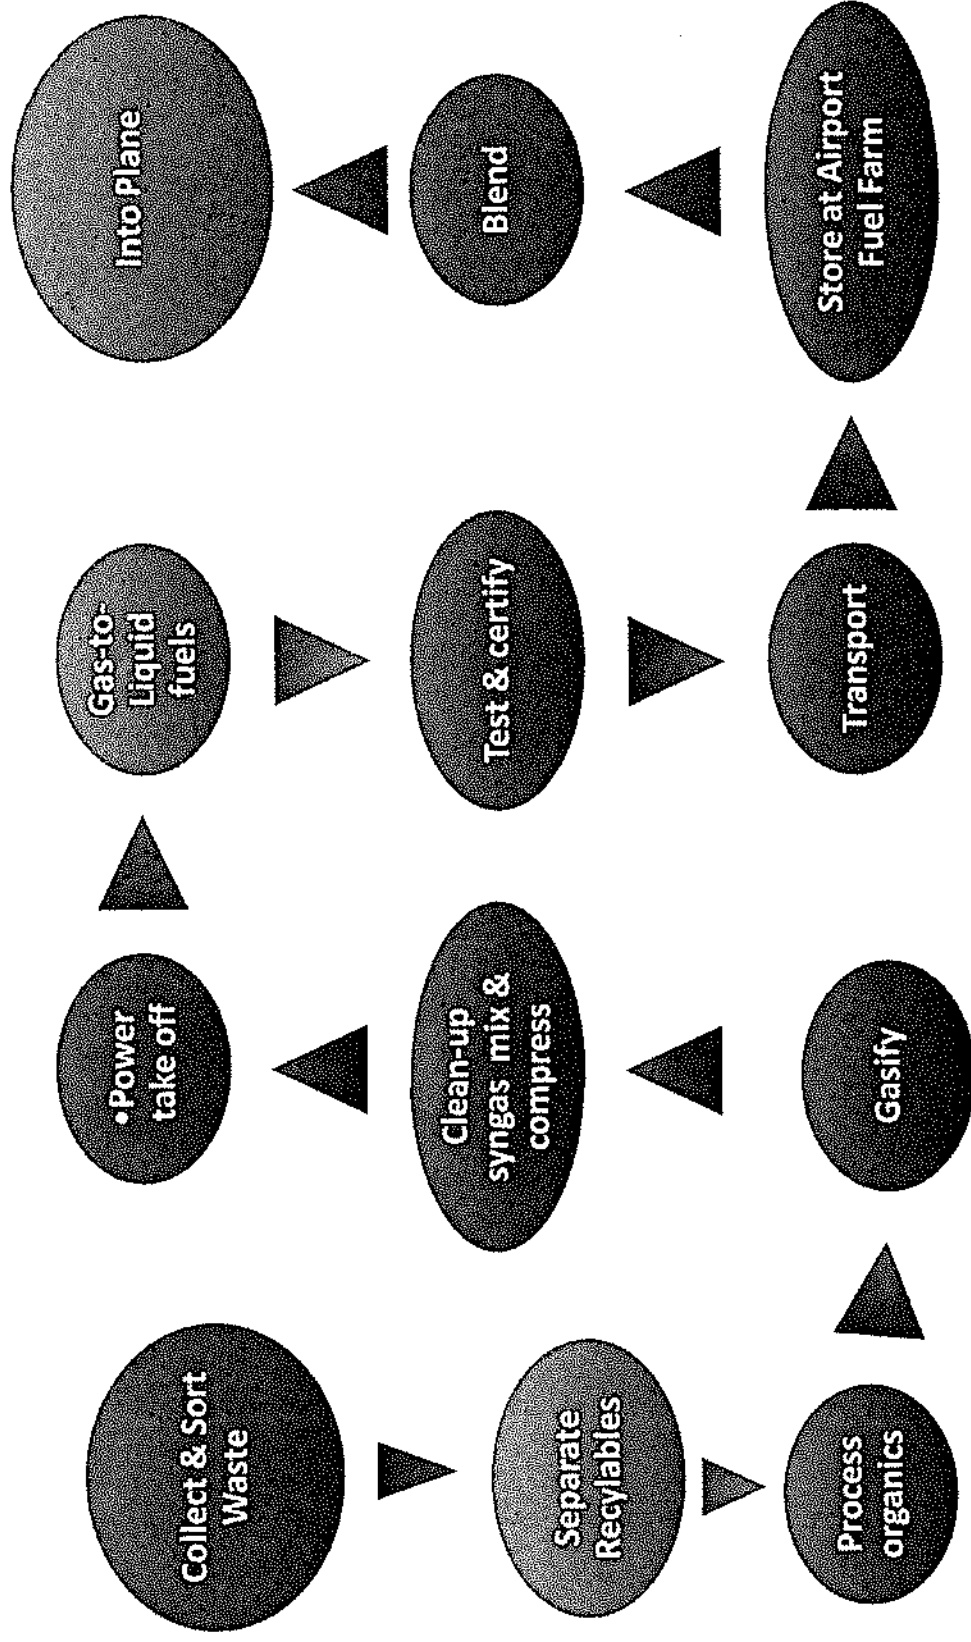 Collect & Sort
Waste
Separate
Recylables
Process
organics
Gasify
Clean-up
syngas mix &
compress
•Power
take off
Gas-to-
Liquid
fuels
Test & certify
Transport
Store at Airport
Fuel Farm
Blend
Into Plane